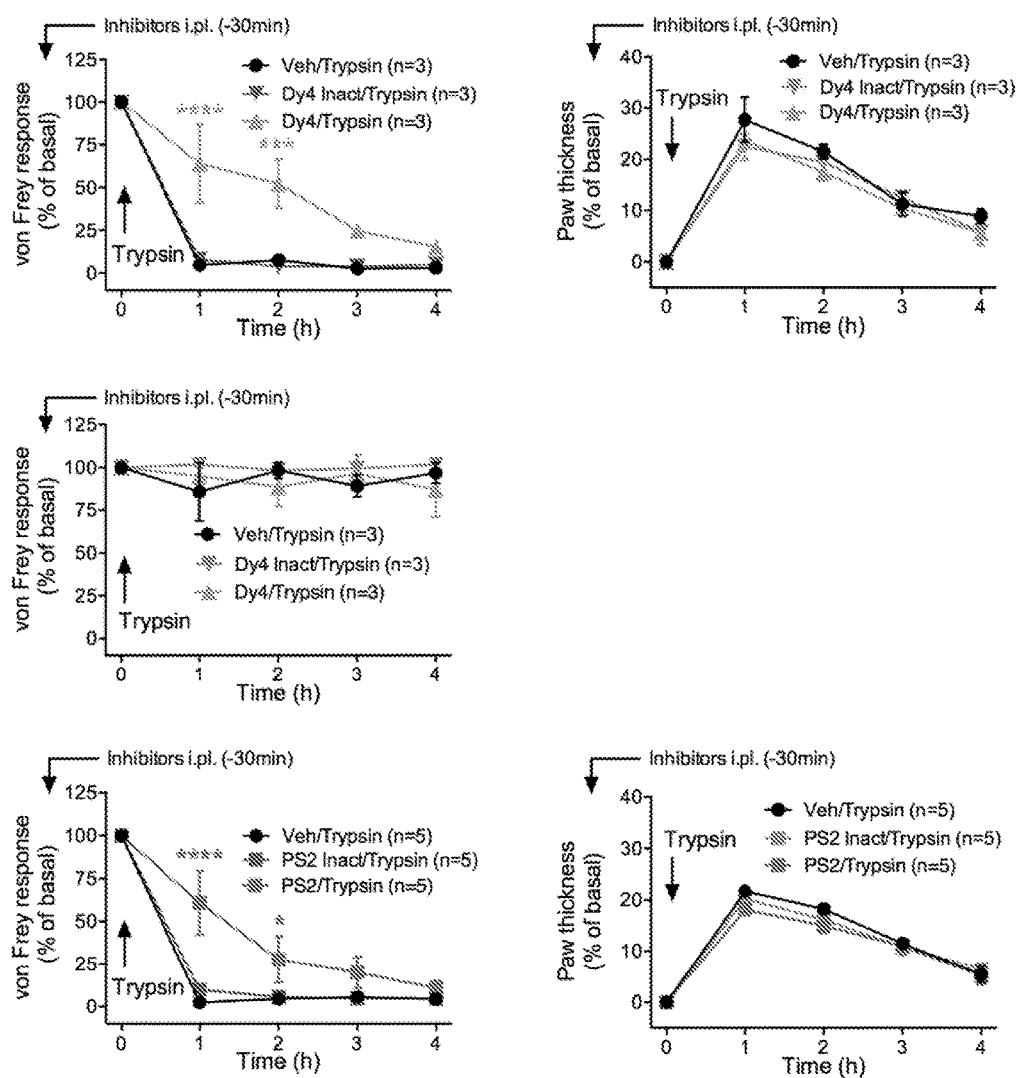 Inhibitors i.pl. (-30min)
von Frey response
(% of basal)
125
100
75
50
25
0
Veh/Trypsin (n=3)
Dy4 Inact/Trypsin (n=3)
Dy4/Trypsin (n=3)
****
***
Trypsin
0 1 2 3 4
Time (h)
Inhibitors i.pl. (-30min)
Paw thickness
(% of basal)
40
30
20
10
0
Veh/Trypsin (n=3)
Dy4 Inact/Trypsin (n=3)
Dy4/Trypsin (n=3)
Trypsin
0 1 2 3 4
Time (h)
Inhibitors i.pl. (-30min)
von Frey response
(% of basal)
125
100
75
50
25
0
Veh/Trypsin (n=3)
Dy4 Inact/Trypsin (n=3)
Dy4/Trypsin (n=3)
Trypsin
0 1 2 3 4
Time (h)
Inhibitors i.pl. (-30min)
von Frey response
(% of basal)
125
100
75
50
25
0
Veh/Trypsin (n=5)
PS2 Inact/Trypsin (n=5)
PS2/Trypsin (n=5)
****
*
Trypsin
0 1 2 3 4
Time (h)
Inhibitors i.pl. (-30min)
Paw thickness
(% of basal)
40
30
20
10
0
Veh/Trypsin (n=5)
PS2 Inact/Trypsin (n=5)
PS2/Trypsin (n=5)
Trypsin
0 1 2 3 4
Time (h)